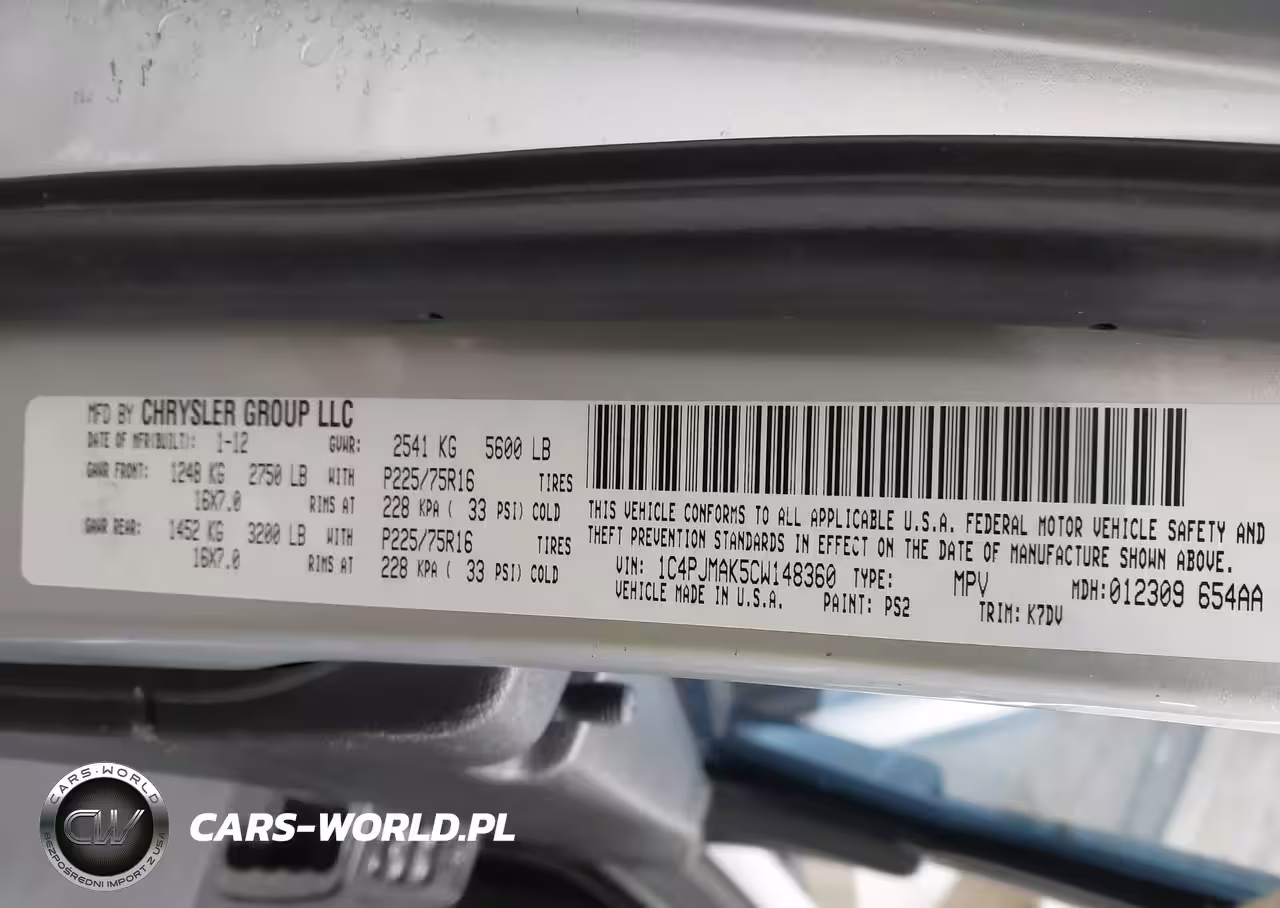 MFD BY CHRYSLER GROUP LLC
DATE OF MFR(BUILT): 1-12 GVWR: 2541 KG 5600 LB
GAWR FRONT: 1248 KG 2750 LB WITH P225/75R16 TIRES
16X7.0 RIMS AT 228 KPA ( 33 PSI) COLD
GAWR REAR: 1452 KG 3200 LB WITH P225/75R16 TIRES
16X7.0 RIMS AT 228 KPA ( 33 PSI) COLD
THIS VEHICLE CONFORMS TO ALL APPLICABLE U.S.A. FEDERAL MOTOR VEHICLE SAFETY AND
THEFT PREVENTION STANDARDS IN EFFECT ON THE DATE OF MANUFACTURE SHOWN ABOVE.
VIN: 1C4PJMAK5CW148360 TYPE: MPV MDH:012309 654AA
VEHICLE MADE IN U.S.A. PAINT: PS2 TRIM: K7DV
CARS-WORLD
CW
BEZPOŚREDNI IMPORT Z USA
CARS-WORLD.PL